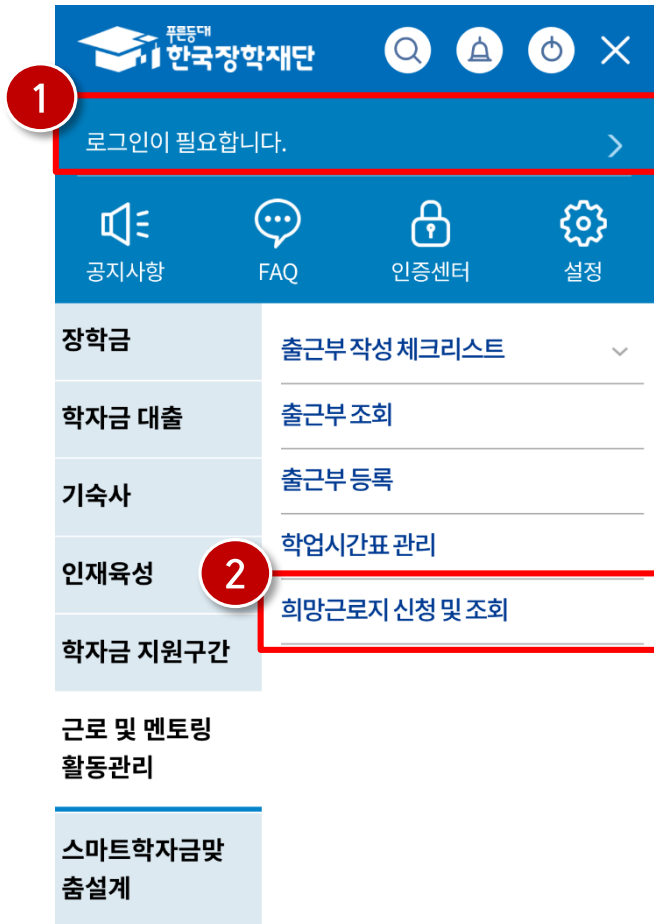 푸른등대
한국장학재단
1
로그인이 필요합니다.
공지사항
FAQ
인증센터
설정
장학금
학자금 대출
기숙사
인재육성
학자금 지원구간
근로 및 멘토링
활동관리
스마트학자금맞
춤설계
출근부 작성 체크리스트
출근부 조회
출근부 등록
학업시간표 관리
2
희망근로지 신청 및 조회